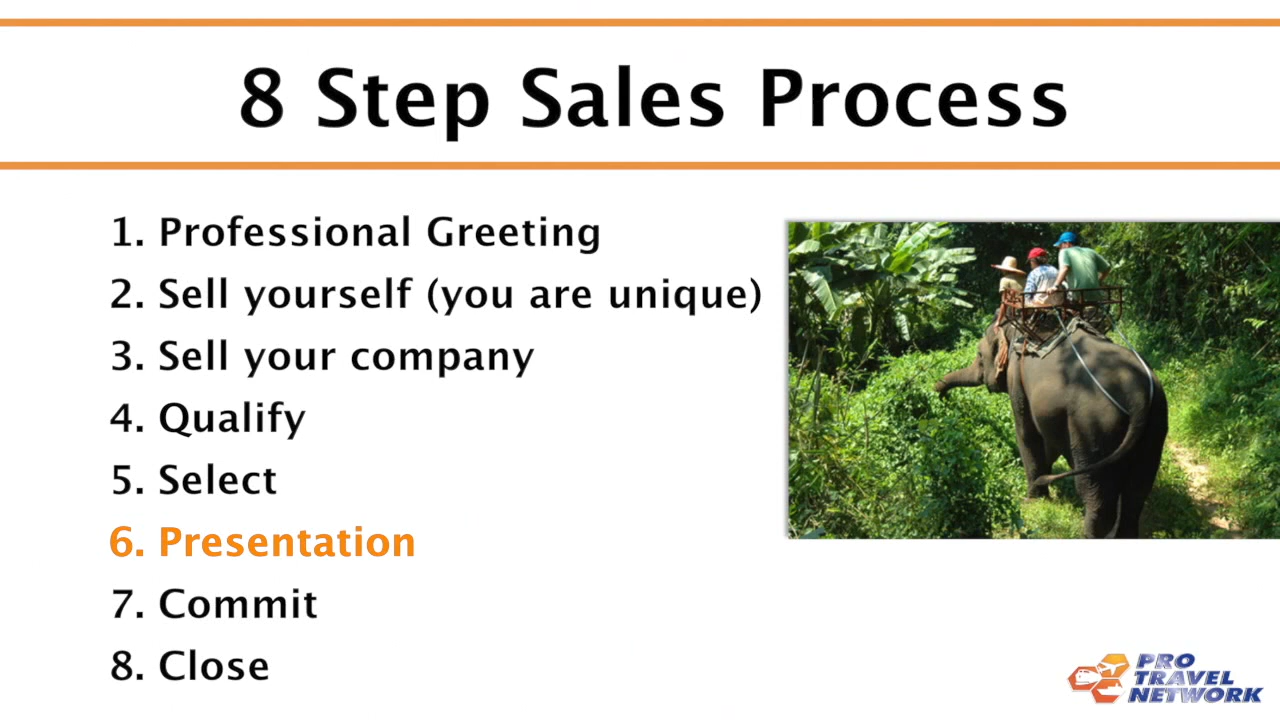 8 Step Sales Process
1. Professional Greeting
2. Sell yourself (you are unique)
3. Sell your company
4. Qualify
5. Select
6. Presentation
7. Commit
8. Close
PRO
TRAVEL
NETWORK